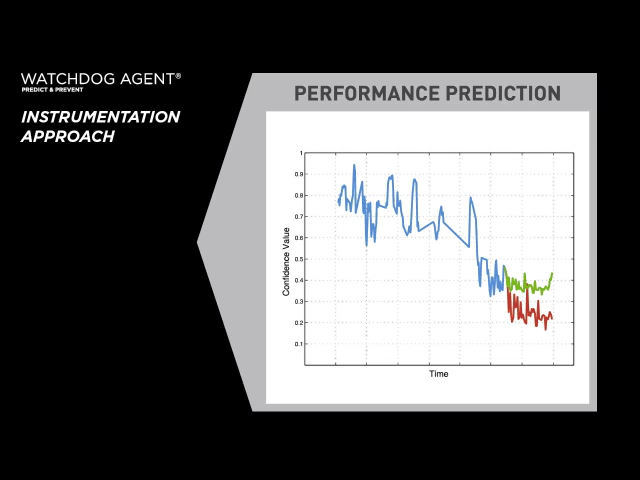 WATCHDOG AGENT®
PREDICT & PREVENT
INSTRUMENTATION
APPROACH
PERFORMANCE PREDICTION
1
0.9
0.8
0.7
0.6
0.5
0.4
0.3
0.2
0.1
Confidence Value
Time